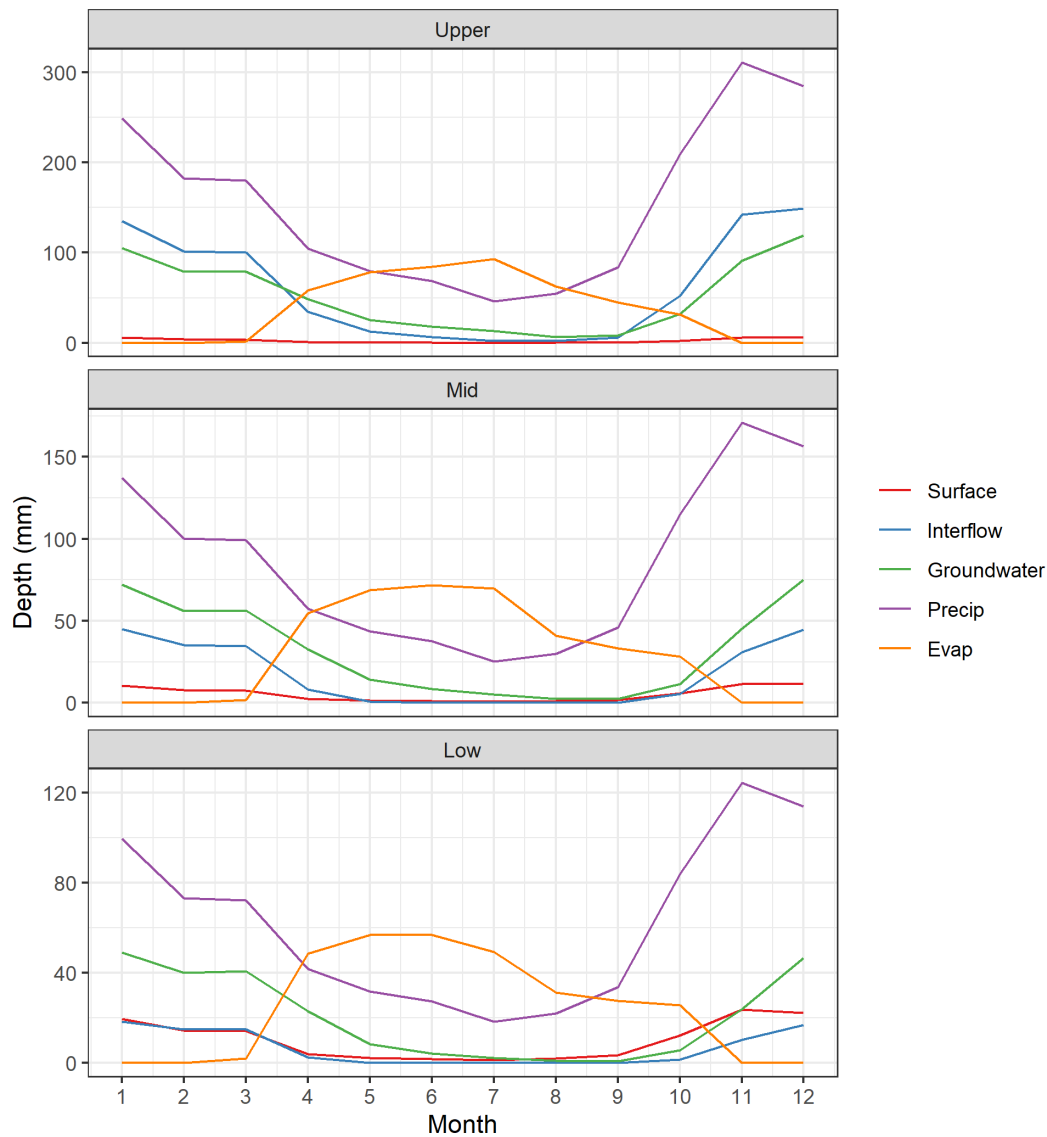 Upper
300
200
100
0
Mid
150
100
50
0
Low
120
80
40
0
1 2 3 4 5 6 7 8 9 10 11 12
Month
Depth (mm)
Surface
Interflow
Groundwater
Precip
Evap